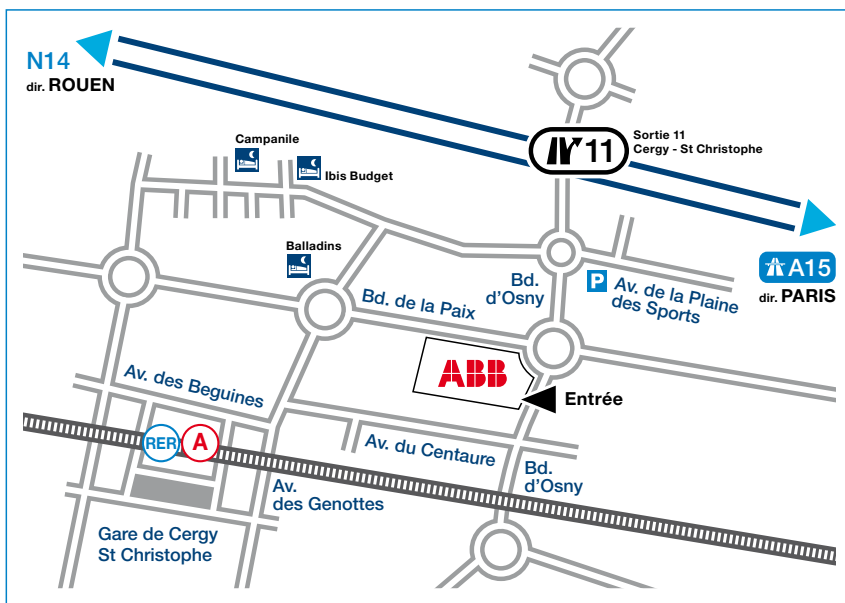 N14
dir. ROUEN
11
Sortie 11
Cergy - St Christophe
Campanile
Ibis Budget
Balladins
Bd.
d'Osny
P
Av. de la Plaine
des Sports
A15
dir. PARIS
Bd. de la Paix
ABB
Entrée
Av. des Beguines
RER
A
Av. du Centaure
Bd.
d'Osny
Av.
des Genottes
Gare de Cergy
St Christophe